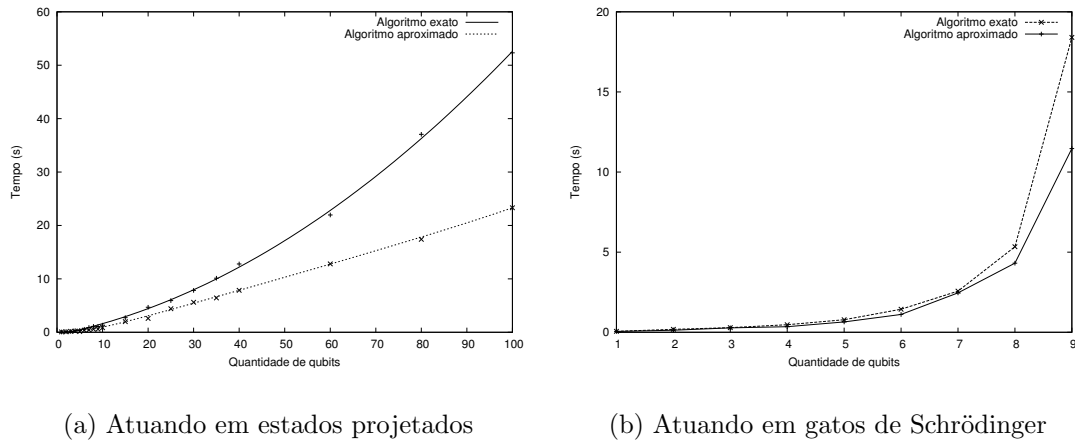 60
50
40
30
20
10
0
0 10 20 30 40 50 60 70 80 90 100
Tempo (s)
Quantidade de qubits
Algoritmo exato
Algoritmo aproximado
(a) Atuando em estados projetados
20
15
10
5
0
1 2 3 4 5 6 7 8 9
Tempo (s)
Quantidade de qubits
Algoritmo exato
Algoritmo aproximado
(b) Atuando em gatos de Schrödinger